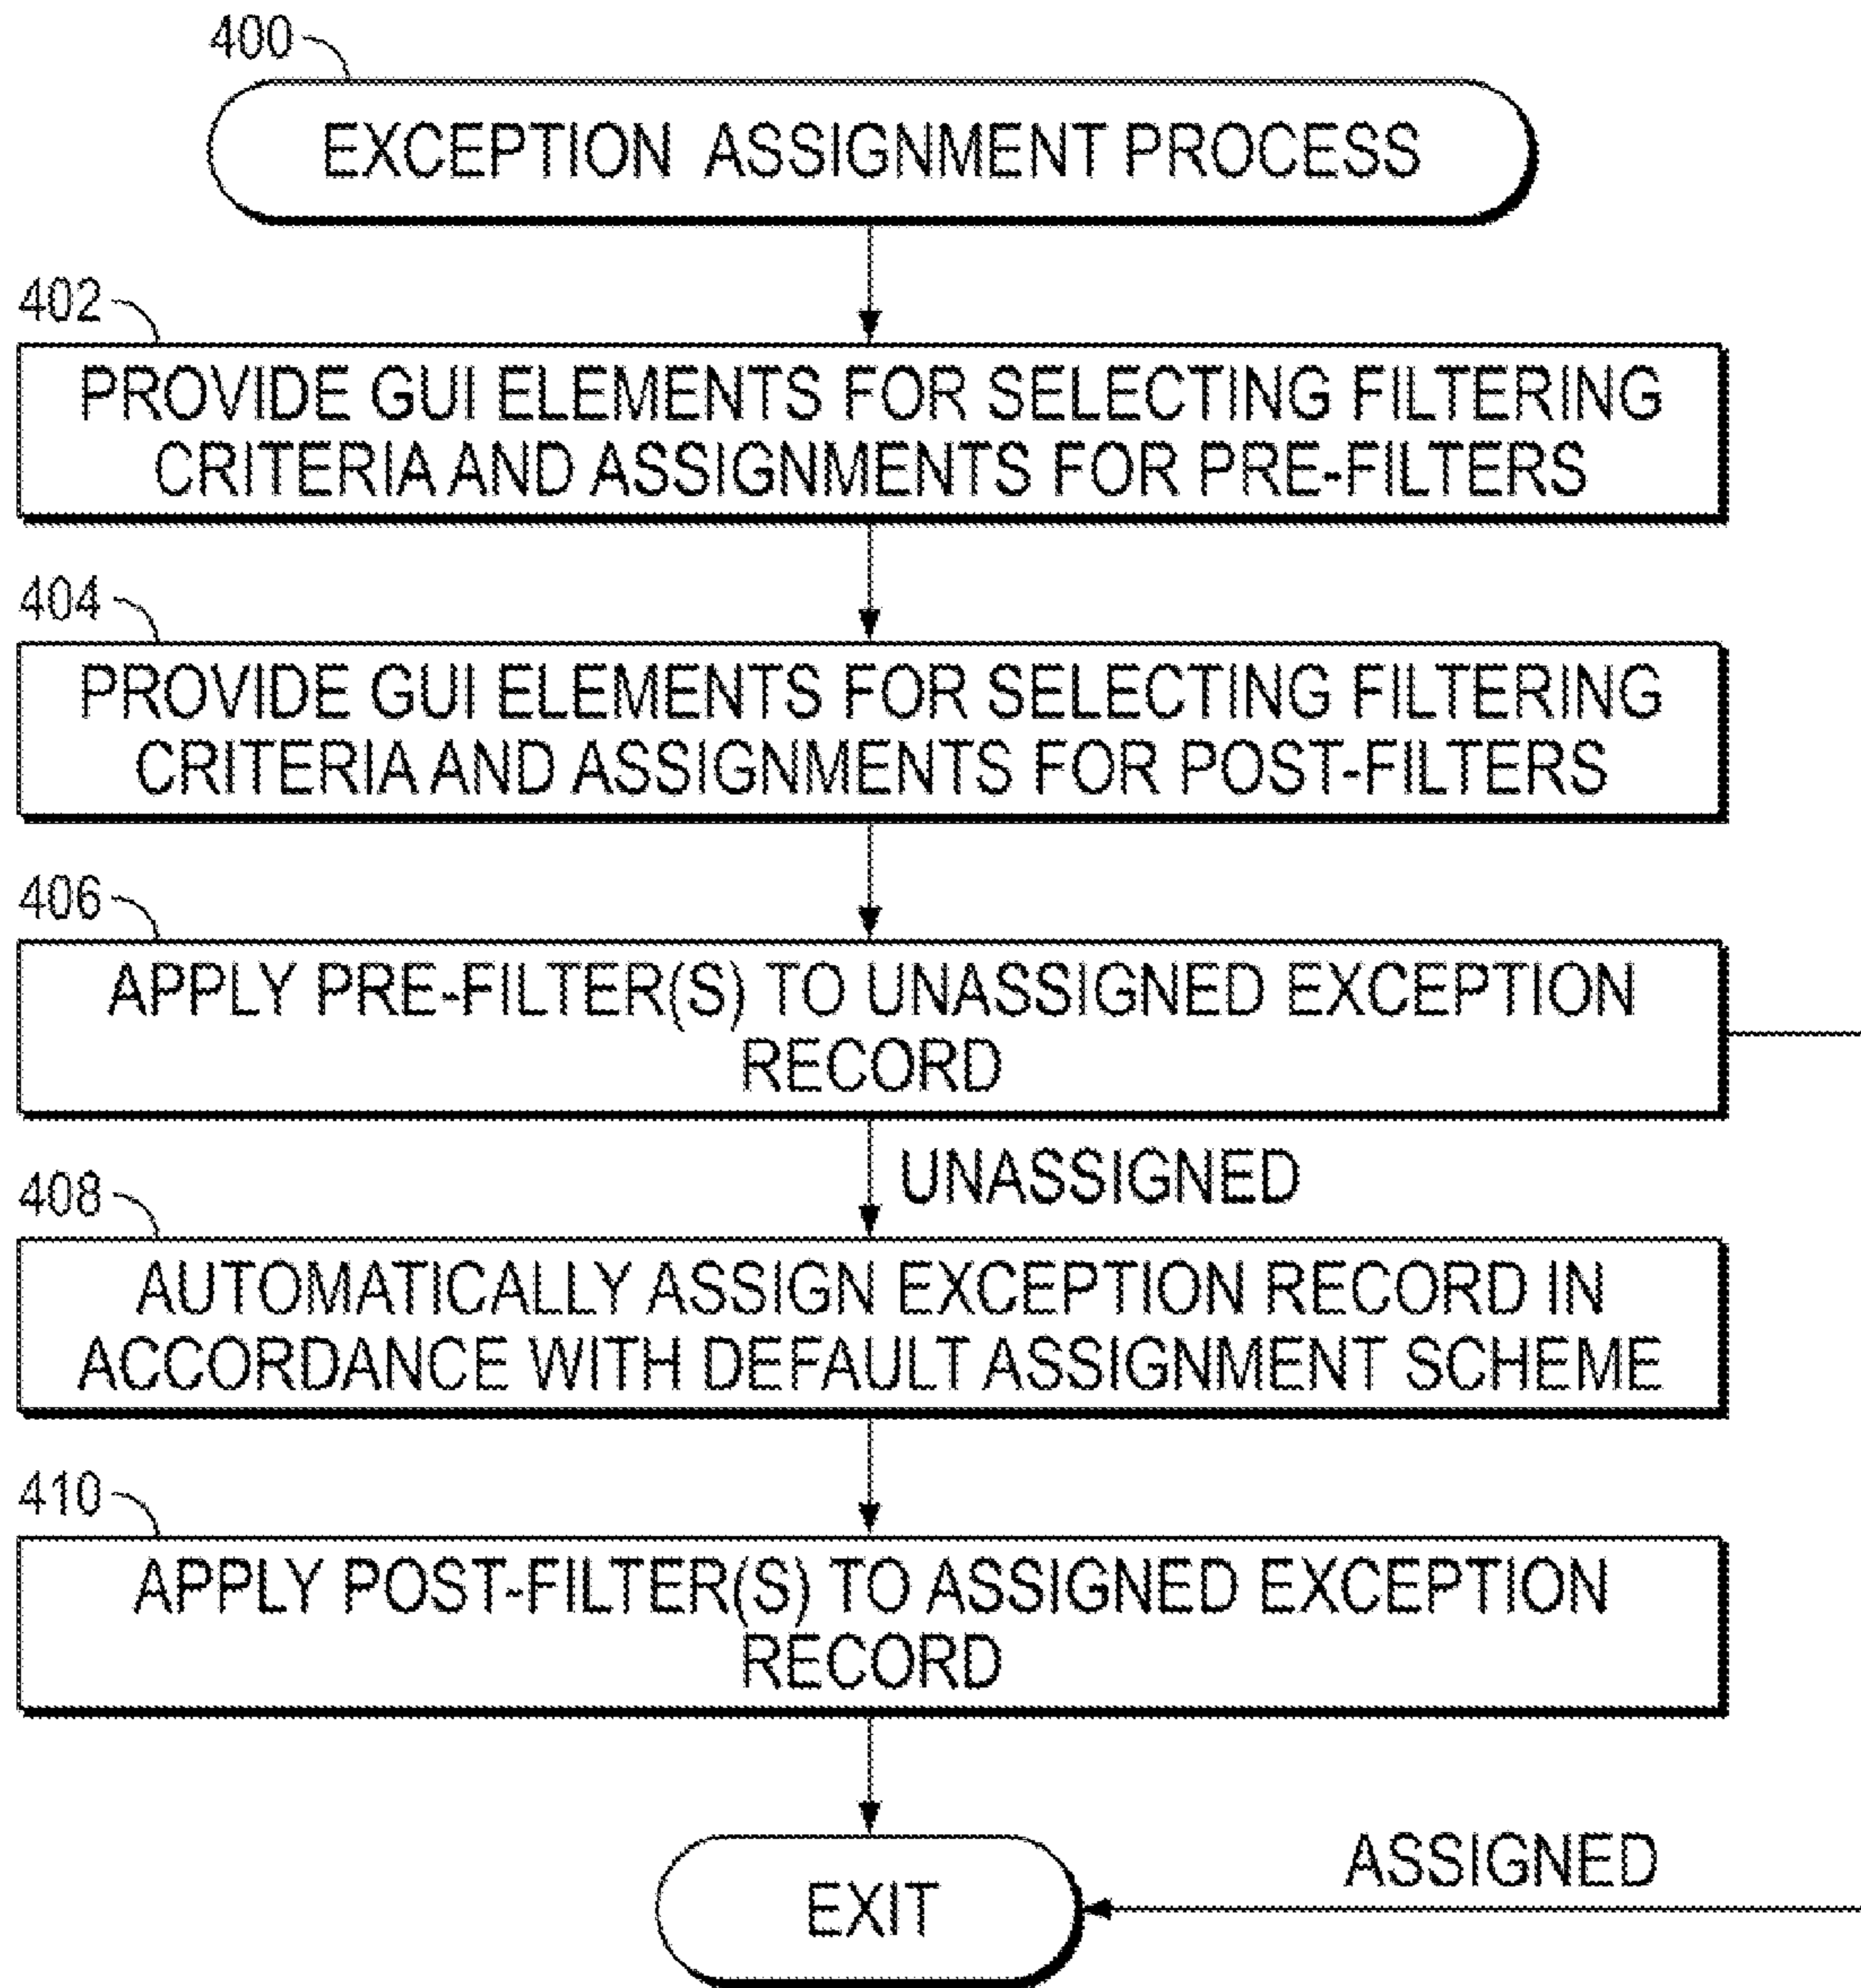 400
EXCEPTION ASSIGNMENT PROCESS
402
PROVIDE GUI ELEMENTS FOR SELECTING FILTERING
CRITERIA AND ASSIGNMENTS FOR PRE-FILTERS
404
PROVIDE GUI ELEMENTS FOR SELECTING FILTERING
CRITERIA AND ASSIGNMENTS FOR POST-FILTERS
406
APPLY PRE-FILTER(S) TO UNASSIGNED EXCEPTION
RECORD
UNASSIGNED
408
AUTOMATICALLY ASSIGN EXCEPTION RECORD IN
ACCORDANCE WITH DEFAULT ASSIGNMENT SCHEME
410
APPLY POST-FILTER(S) TO ASSIGNED EXCEPTION
RECORD
ASSIGNED
EXIT